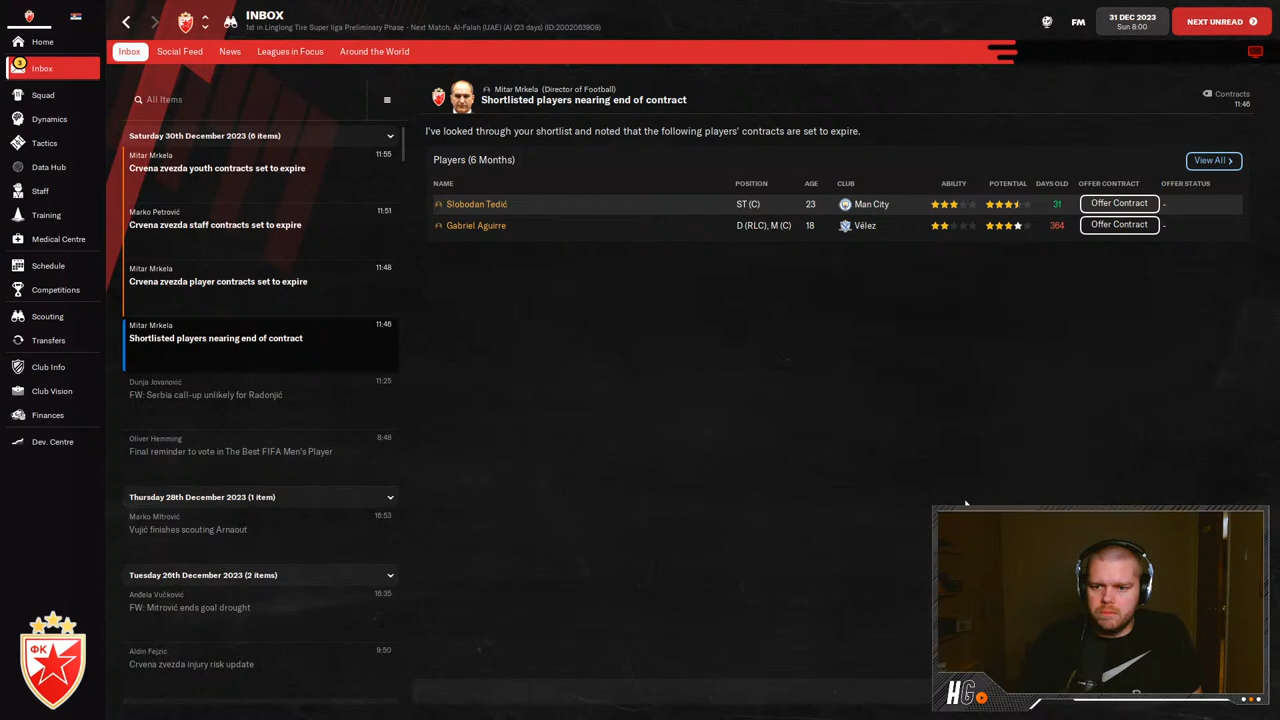 INBOX
1st in Linglong Tire Super liga Preliminary Phase - Next Match: Al-Falah (UAE) (A) (23 days) (ID:2002063909)
FM
31 DEC 2023
Sun 8:00
NEXT UNREAD
Inbox
Social Feed
News
Leagues in Focus
Around the World
Home
3
Inbox
Squad
Dynamics
Tactics
Data Hub
Staff
Training
Medical Centre
Schedule
Competitions
Scouting
Transfers
Club Info
Club Vision
Finances
Dev. Centre
ФК
All Items
Saturday 30th December 2023 (6 items)
Mitar Mrkela 11:55
Crvena zvezda youth contracts set to expire
Marko Petrović 11:51
Crvena zvezda staff contracts set to expire
Mitar Mrkela 11:48
Crvena zvezda player contracts set to expire
Mitar Mrkela 11:46
Shortlisted players nearing end of contract
Dunja Jovanović 11:25
FW: Serbia call-up unlikely for Radonjić
Oliver Hemming 8:48
Final reminder to vote in The Best FIFA Men's Player
Thursday 28th December 2023 (1 item)
Marko Mitrović 16:53
Vujić finishes scouting Arnaout
Tuesday 26th December 2023 (2 items)
Anđela Vučković 16:35
FW: Mitrović ends goal drought
Aldin Fejzic 9:50
Crvena zvezda injury risk update
Mitar Mrkela (Director of Football)
Shortlisted players nearing end of contract
Contracts
11:46
I've looked through your shortlist and noted that the following players' contracts are set to expire.
Players (6 Months)
View All
NAME POSITION AGE CLUB ABILITY POTENTIAL DAYS OLD OFFER CONTRACT OFFER STATUS
Slobodan Tedić ST (C) 23 Man City 31 Offer Contract -
Gabriel Aguirre D (RLC), M (C) 18 Vélez 364 Offer Contract -
HG